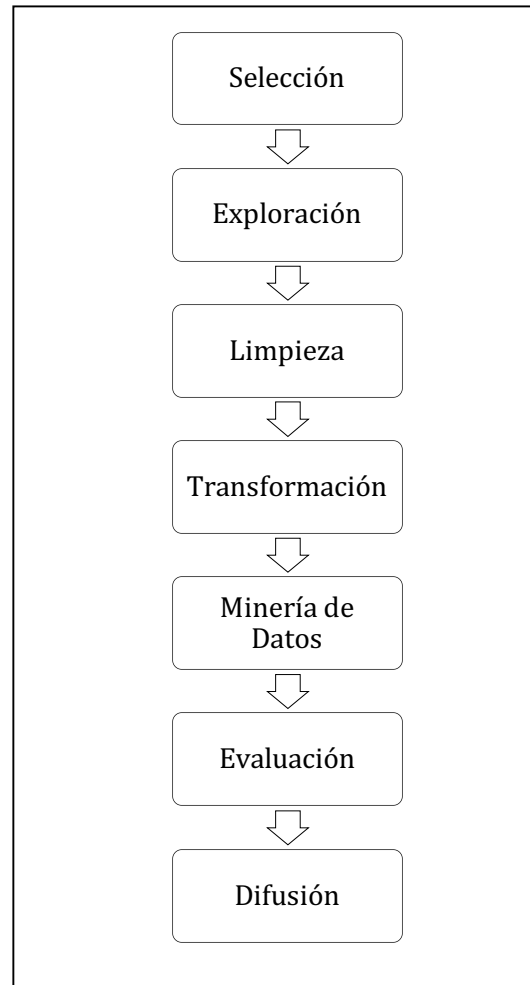 Selección
Exploración
Limpieza
Transformación
Minería de
Datos
Evaluación
Difusión